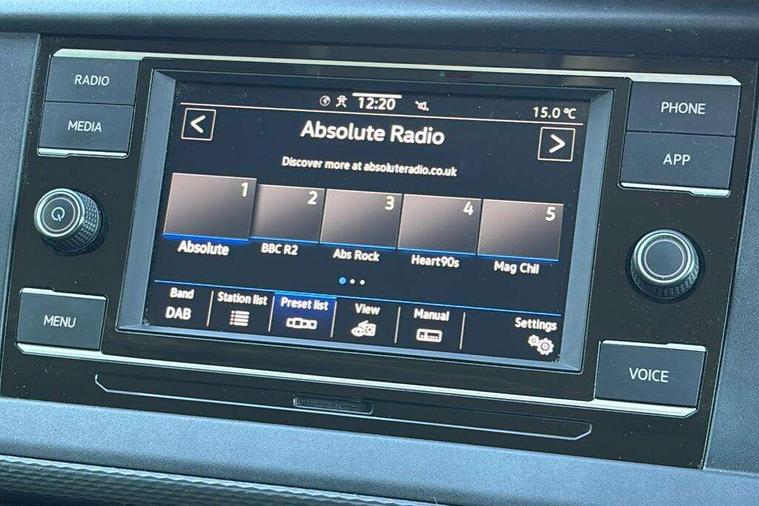 RADIO
MEDIA
MENU
12:20
15.0 °C
<
Absolute Radio
>
Discover more at absoluteradio.co.uk
1
2
3
4
5
Absolute
BBC R2
Abs Rock
Heart90s
Mag Chil
Band
DAB
Station list
Preset list
View
Manual
Settings
PHONE
APP
VOICE